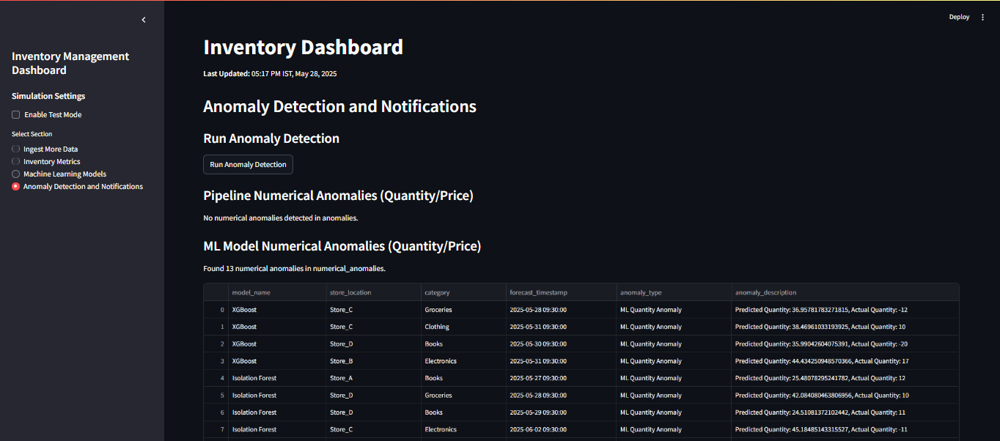 Deploy
Inventory Management
Dashboard
Simulation Settings
Enable Test Mode
Select Section
Ingest More Data
Inventory Metrics
Machine Learning Models
Anomaly Detection and Notifications
Inventory Dashboard
Last Updated: 05:17 PM IST, May 28, 2025
Anomaly Detection and Notifications
Run Anomaly Detection
Run Anomaly Detection
Pipeline Numerical Anomalies (Quantity/Price)
No numerical anomalies detected in anomalies.
ML Model Numerical Anomalies (Quantity/Price)
Found 13 numerical anomalies in numerical_anomalies.
model_name store_location category forecast_timestamp anomaly_type anomaly_description
0 XGBoost Store_C Groceries 2025-05-28 09:30:00 ML Quantity Anomaly Predicted Quantity: 36.95781783271815, Actual Quantity: -12
1 XGBoost Store_C Clothing 2025-05-31 09:30:00 ML Quantity Anomaly Predicted Quantity: 38.46961033193925, Actual Quantity: 10
2 XGBoost Store_D Books 2025-05-30 09:30:00 ML Quantity Anomaly Predicted Quantity: 35.99042604075391, Actual Quantity: -20
3 XGBoost Store_B Electronics 2025-05-31 09:30:00 ML Quantity Anomaly Predicted Quantity: 44.434250948570366, Actual Quantity: 17
4 Isolation Forest Store_A Books 2025-05-27 09:30:00 ML Quantity Anomaly Predicted Quantity: 25.48078295241782, Actual Quantity: 12
5 Isolation Forest Store_D Groceries 2025-05-28 09:30:00 ML Quantity Anomaly Predicted Quantity: 42.084080463806956, Actual Quantity: 10
6 Isolation Forest Store_D Books 2025-05-29 09:30:00 ML Quantity Anomaly Predicted Quantity: 24.51081372102442, Actual Quantity: 11
7 Isolation Forest Store_C Electronics 2025-06-02 09:30:00 ML Quantity Anomaly Predicted Quantity: 45.18485143315527, Actual Quantity: -11